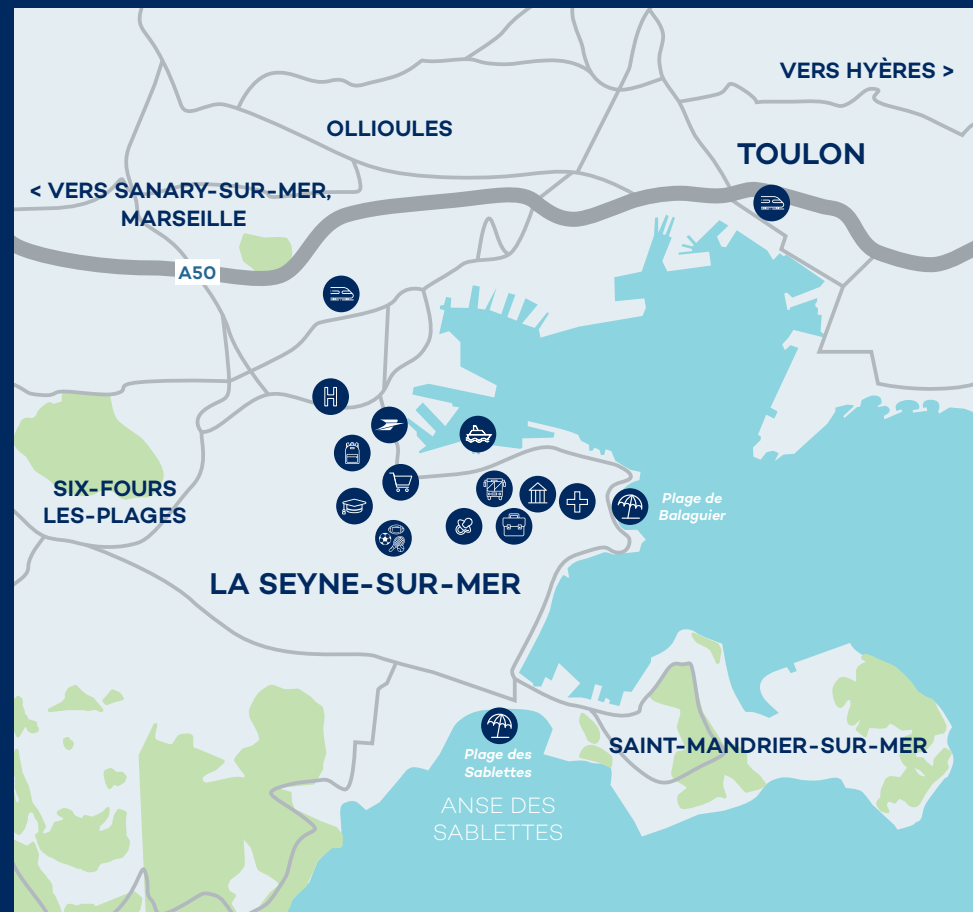 VERS HYÈRES >
OLLIOULES
TOULON
< VERS SANARY-SUR-MER,
MARSEILLE
A50
H
SIX-FOURS
LES-PLAGES
Plage de
Balaguier
LA SEYNE-SUR-MER
SAINT-MANDRIER-SUR-MER
Plage des
Sablettes
ANSE DES
SABLETTES